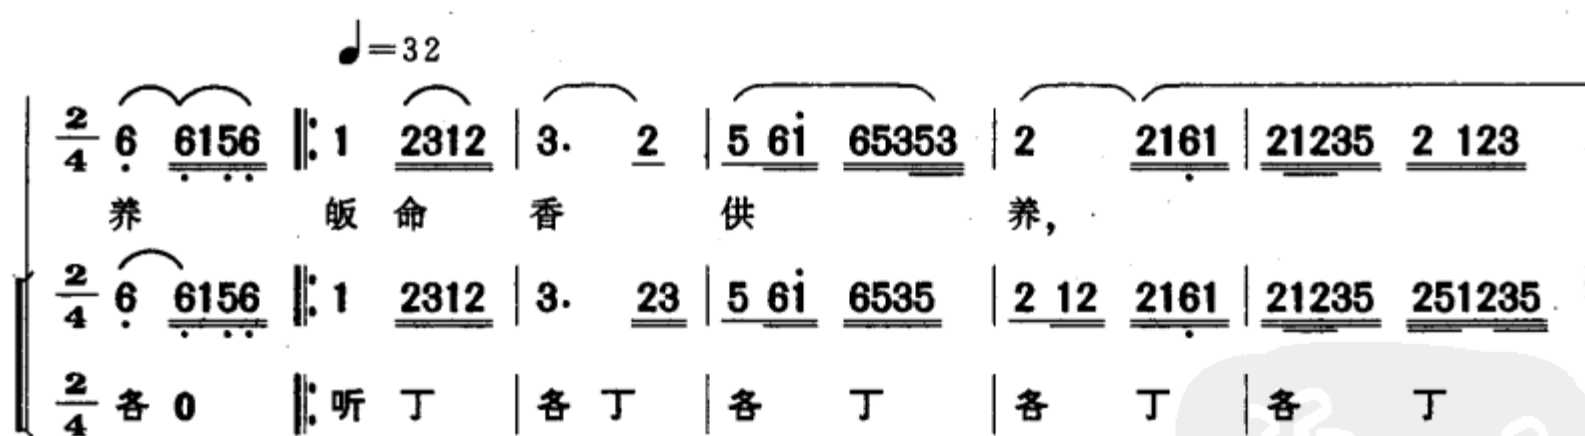 ♩=32
2/4 6 6156 ‖: 1 2312 | 3. 2 | 5 61 65353 | 2 2161 | 21235 2 123
养 皈 命 香 供 养，
2/4 6 6156 ‖: 1 2312 | 3. 23 | 5 61 6535 | 2 12 2161 | 21235 251235
2/4 各 0 ‖: 听 丁 | 各 丁 | 各 丁 | 各 丁 | 各 丁